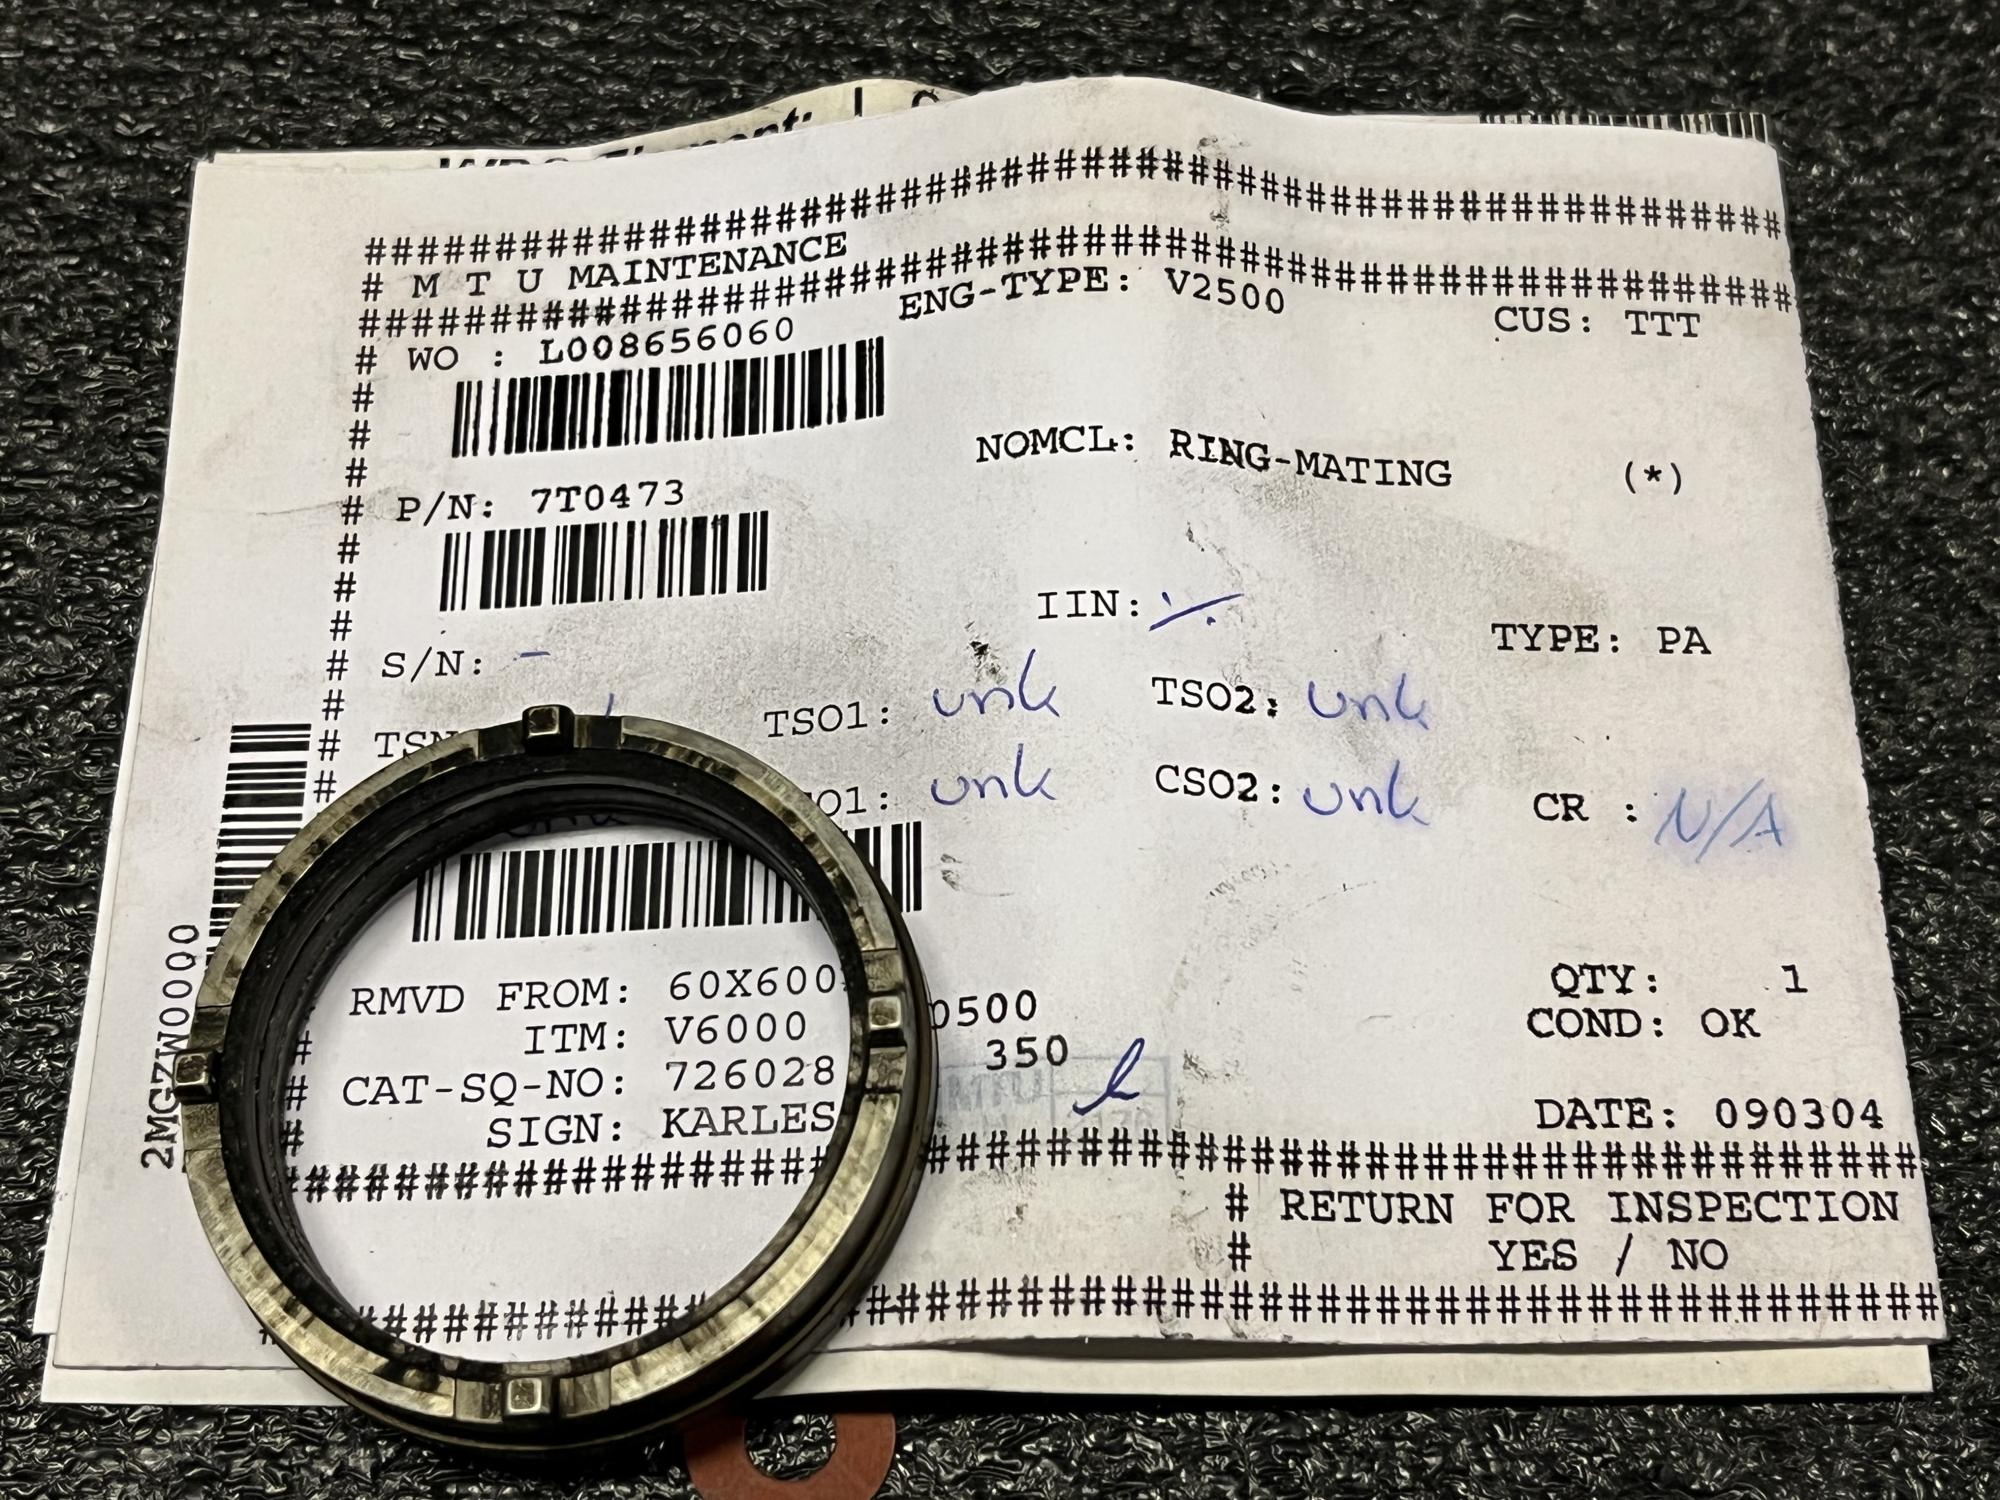 # M T U MAINTENANCE
# WO : L008656060 ENG-TYPE: V2500 CUS: TTT
# P/N: 7T0473 NOMCL: RING-MATING (*)
# S/N: - IIN: ./. TYPE: PA
# TSO1: unk TSO2: unk
# unk CSO2: unk CR : N/A
RMVD FROM: 60X600 0500 QTY: 1
# ITM: V6000 350 COND: OK
# CAT-SQ-NO: 726028
# SIGN: KARLES DATE: 090304
MTU
# RETURN FOR INSPECTION
# YES / NO
2MGZW0000